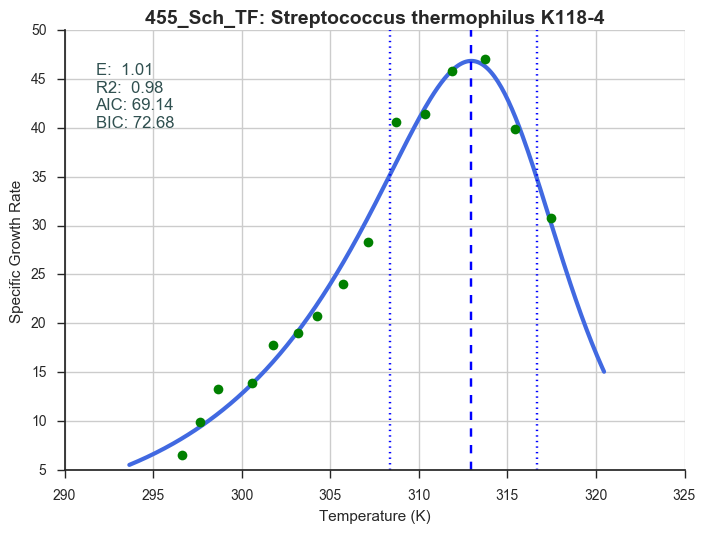 455_Sch_TF: Streptococcus thermophilus K118-4
E:  1.01
R2:  0.98
AIC: 69.14
BIC: 72.68
Specific Growth Rate
50
45
40
35
30
25
20
15
10
5
290 295 300 305 310 315 320 325
Temperature (K)